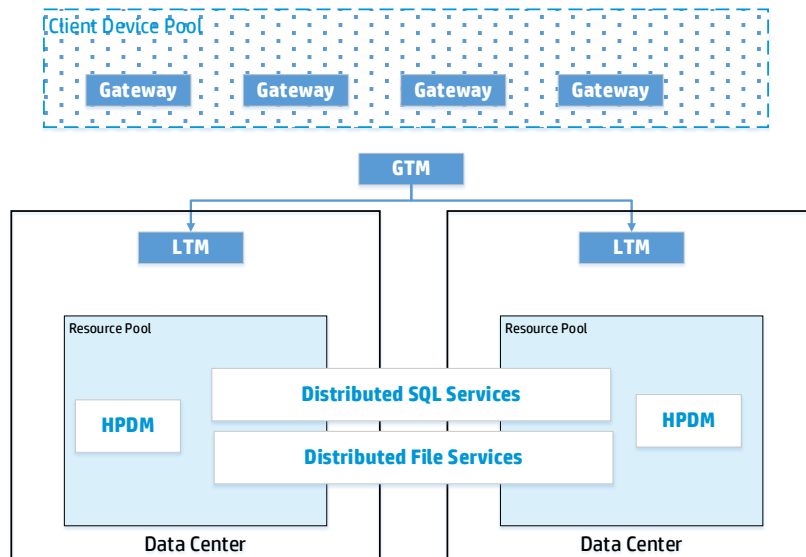 Client Device Pool
Gateway Gateway Gateway Gateway
GTM
LTM LTM
Resource Pool Resource Pool
Distributed SQL Services
HPDM HPDM
Distributed File Services
Data Center Data Center